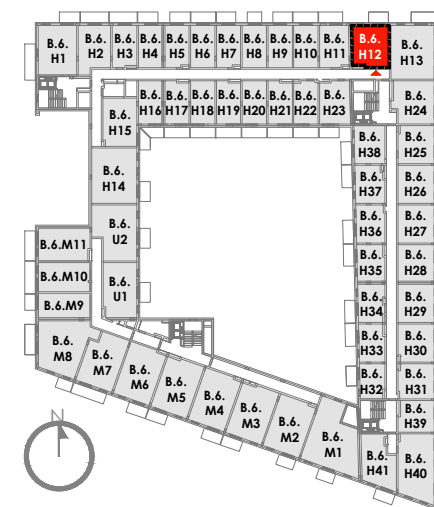 B.6. H1
B.6. H2
B.6. H3
B.6. H4
B.6. H5
B.6. H6
B.6. H7
B.6. H8
B.6. H9
B.6. H10
B.6. H11
B.6. H12
B.6. H13
B.6. H15
B.6. H16
B.6. H17
B.6. H18
B.6. H19
B.6. H20
B.6. H21
B.6. H22
B.6. H23
B.6. H24
B.6. H38
B.6. H25
B.6. H14
B.6. H37
B.6. H26
B.6. U2
B.6. H36
B.6. H27
B.6.M11
B.6. H35
B.6. H28
B.6.M10
B.6. U1
B.6. H34
B.6. H29
B.6.M9
B.6. H33
B.6. H30
B.6. M8
B.6. M7
B.6. M6
B.6. M5
B.6. M4
B.6. M3
B.6. M2
B.6. M1
B.6. H32
B.6. H31
B.6. H39
B.6. H41
B.6. H40
N